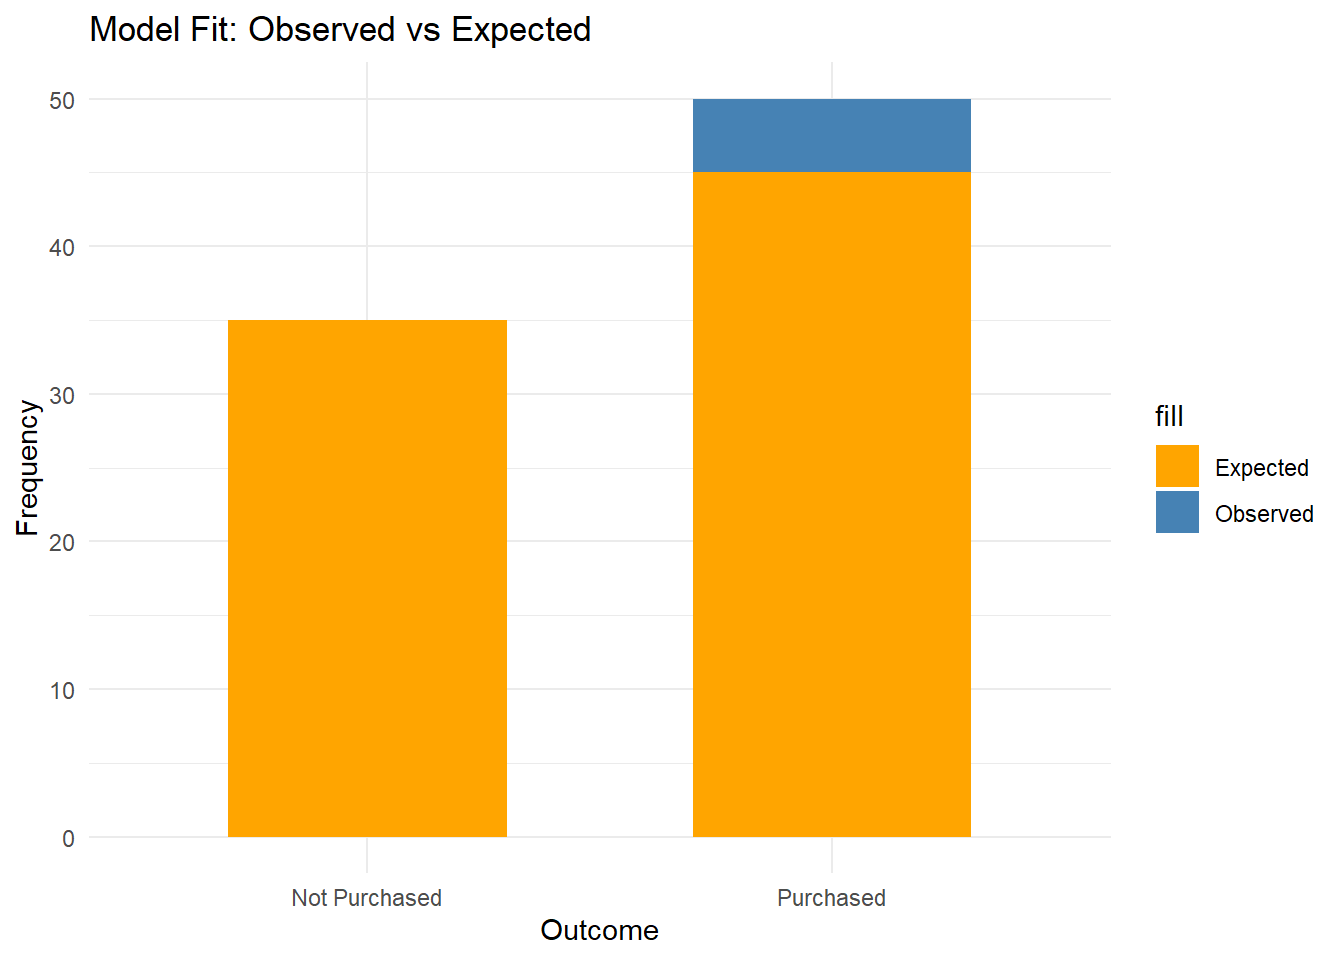 Model Fit: Observed vs Expected
50
40
30
20
10
0
Frequency
Not Purchased
Purchased
Outcome
fill
Expected
Observed